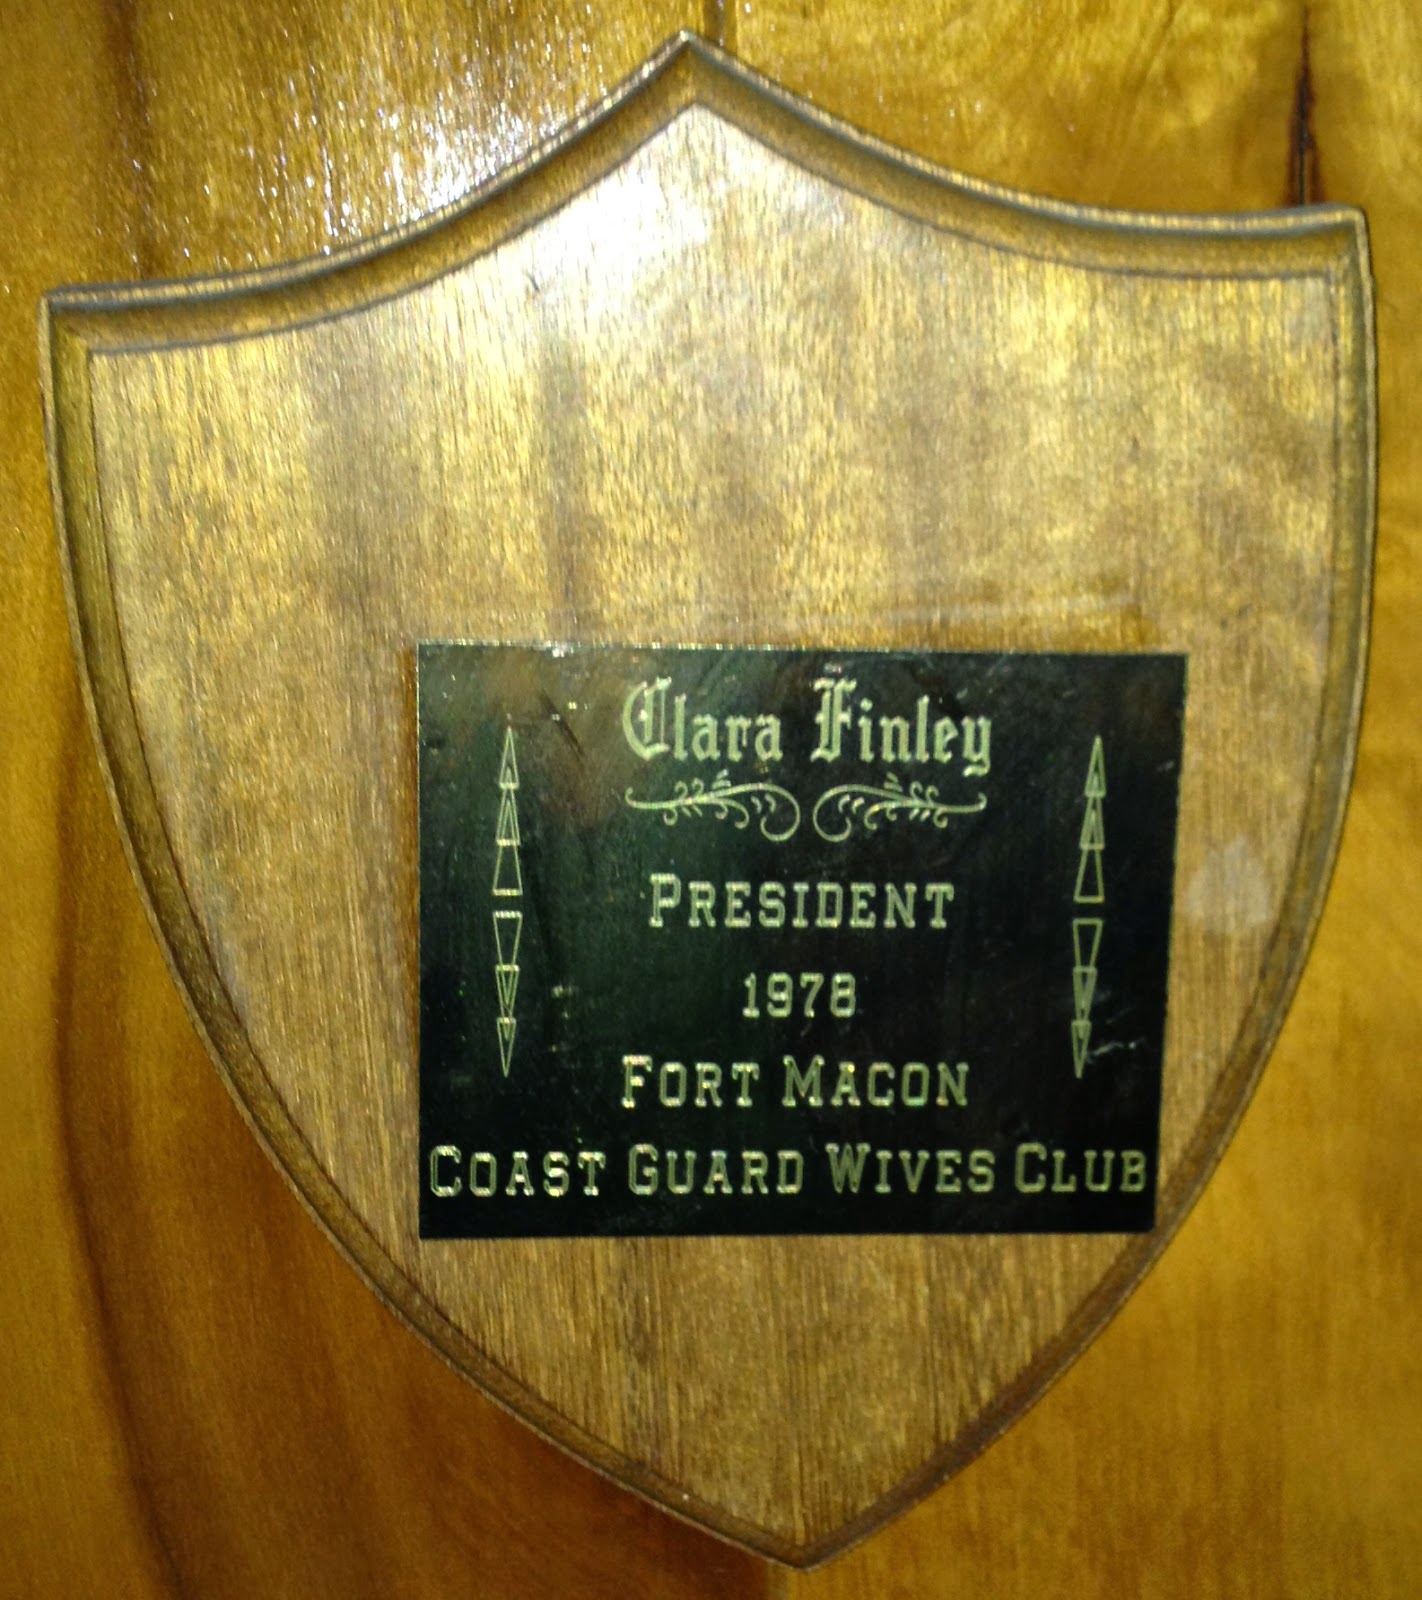 Clara Finley
PRESIDENT
1978
FORT MACON
COAST GUARD WIVES CLUB